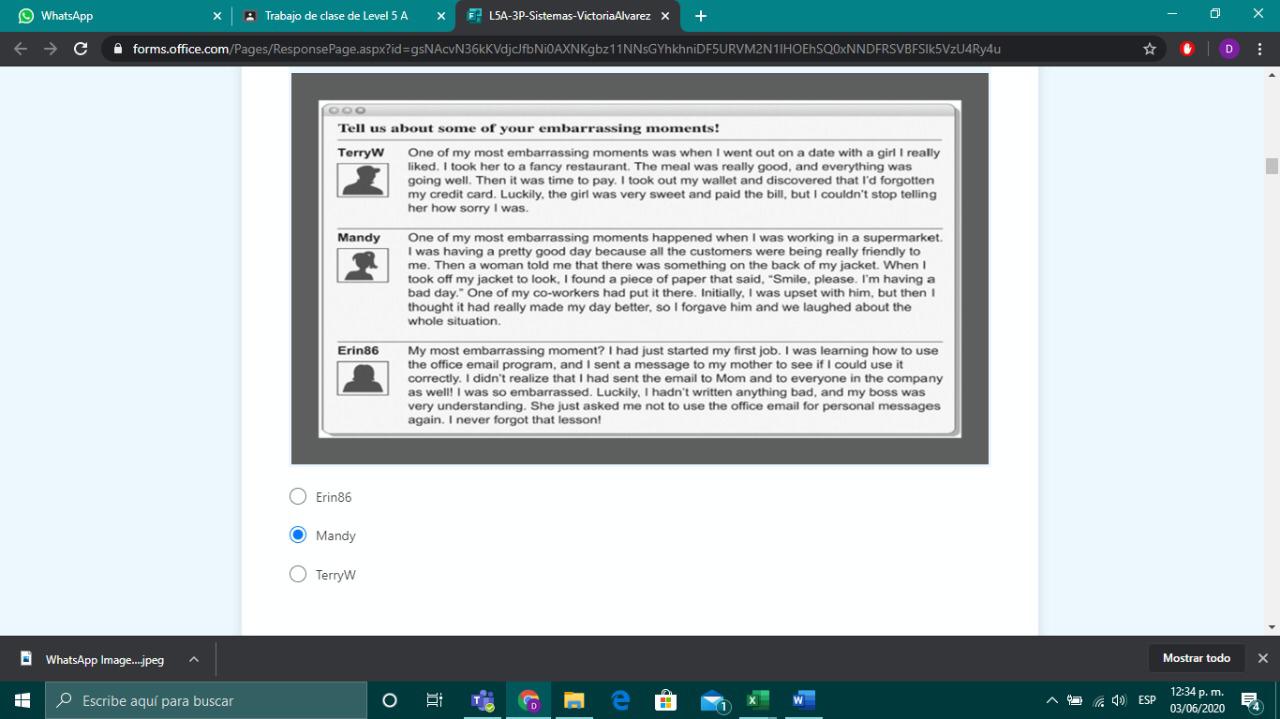 WhatsApp
Trabajo de clase de Level 5 A
L5A-3P-Sistemas-VictoriaAlvarez
forms.office.com/Pages/ResponsePage.aspx?id=gsNAcvN36kKVdjcJfbNi0AXNKgbz11NNsGYhkhniDF5URVM2N1lHOEhSQ0xNNDFRSVBFSlk5VzU4Ry4u
D
Tell us about some of your embarrassing moments!
TerryW
One of my most embarrassing moments was when I went out on a date with a girl I really
liked. I took her to a fancy restaurant. The meal was really good, and everything was
going well. Then it was time to pay. I took out my wallet and discovered that I'd forgotten
my credit card. Luckily, the girl was very sweet and paid the bill, but I couldn't stop telling
her how sorry I was.
Mandy
One of my most embarrassing moments happened when I was working in a supermarket.
I was having a pretty good day because all the customers were being really friendly to
me. Then a woman told me that there was something on the back of my jacket. When I
took off my jacket to look, I found a piece of paper that said, “Smile, please. I'm having a
bad day.” One of my co-workers had put it there. Initially, I was upset with him, but then I
thought it had really made my day better, so I forgave him and we laughed about the
whole situation.
Erin86
My most embarrassing moment? I had just started my first job. I was learning how to use
the office email program, and I sent a message to my mother to see if I could use it
correctly. I didn't realize that I had sent the email to Mom and to everyone in the company
as well! I was so embarrassed. Luckily, I hadn't written anything bad, and my boss was
very understanding. She just asked me not to use the office email for personal messages
again. I never forgot that lesson!
Erin86
Mandy
TerryW
WhatsApp Image....jpeg
Mostrar todo
Escribe aquí para buscar
D
1
ESP
12:34 p. m.
03/06/2020
4